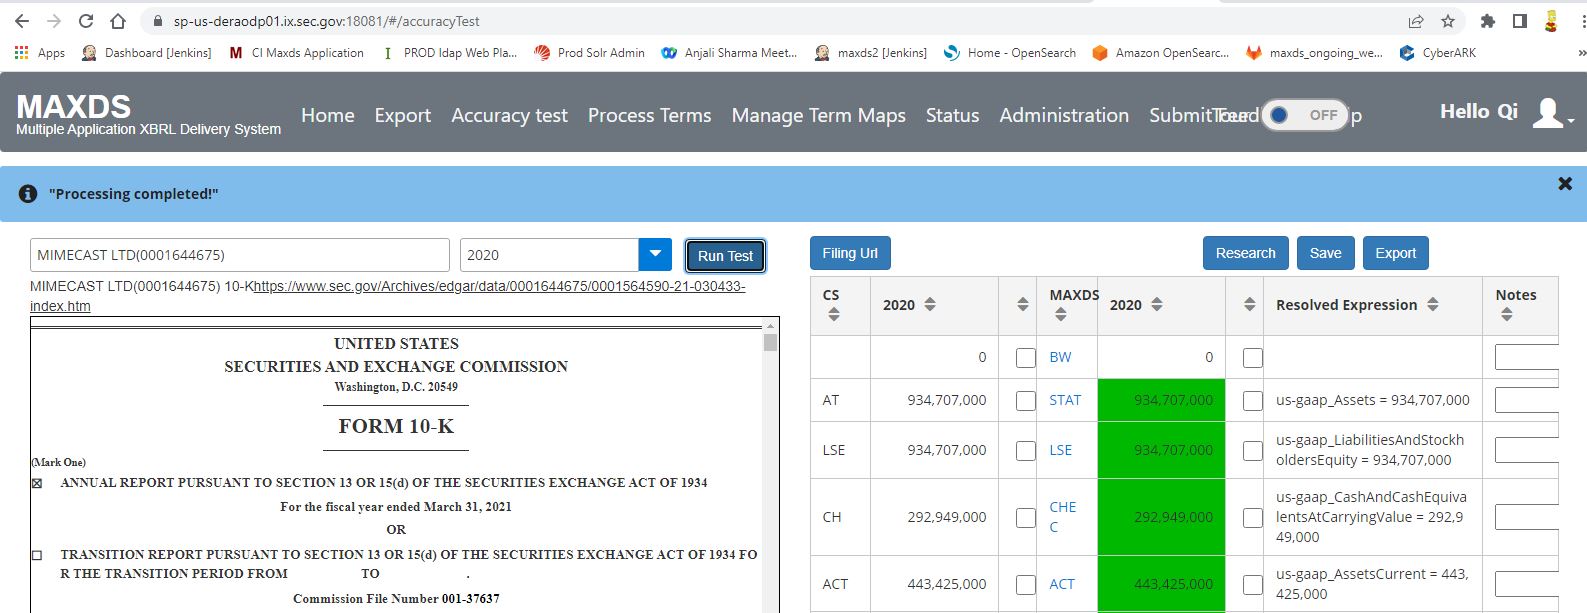 sp-us-deraodp01.ix.sec.gov:18081/#/accuracyTest
Apps Dashboard [Jenkins] CI Maxds Application PROD Idap Web Pla... Prod Solr Admin Anjali Sharma Meet... maxds2 [Jenkins] Home - OpenSearch Amazon OpenSearc... maxds_ongoing_we... CyberARK »
MAXDS
Multiple Application XBRL Delivery System
Home Export Accuracy test Process Terms Manage Term Maps Status Administration Submit OFF p
Hello Qi
"Processing completed!"
MIMECAST LTD(0001644675) 2020 Run Test
MIMECAST LTD(0001644675) 10-Khttps://www.sec.gov/Archives/edgar/data/0001644675/0001564590-21-030433-
index.htm
UNITED STATES
SECURITIES AND EXCHANGE COMMISSION
Washington, D.C. 20549
FORM 10-K
(Mark One)
☒ ANNUAL REPORT PURSUANT TO SECTION 13 OR 15(d) OF THE SECURITIES EXCHANGE ACT OF 1934
For the fiscal year ended March 31, 2021
OR
☐ TRANSITION REPORT PURSUANT TO SECTION 13 OR 15(d) OF THE SECURITIES EXCHANGE ACT OF 1934 FO
R THE TRANSITION PERIOD FROM TO .
Commission File Number 001-37637
Filing Url Research Save Export
CS 2020 MAXDS 2020 Resolved Expression Notes
0 BW 0
AT 934,707,000 STAT 934,707,000 us-gaap_Assets = 934,707,000
LSE 934,707,000 LSE 934,707,000 us-gaap_LiabilitiesAndStockh
oldersEquity = 934,707,000
CH 292,949,000 CHE
C 292,949,000 us-gaap_CashAndCashEquiva
lentsAtCarryingValue = 292,9
49,000
ACT 443,425,000 ACT 443,425,000 us-gaap_AssetsCurrent = 443,
425,000